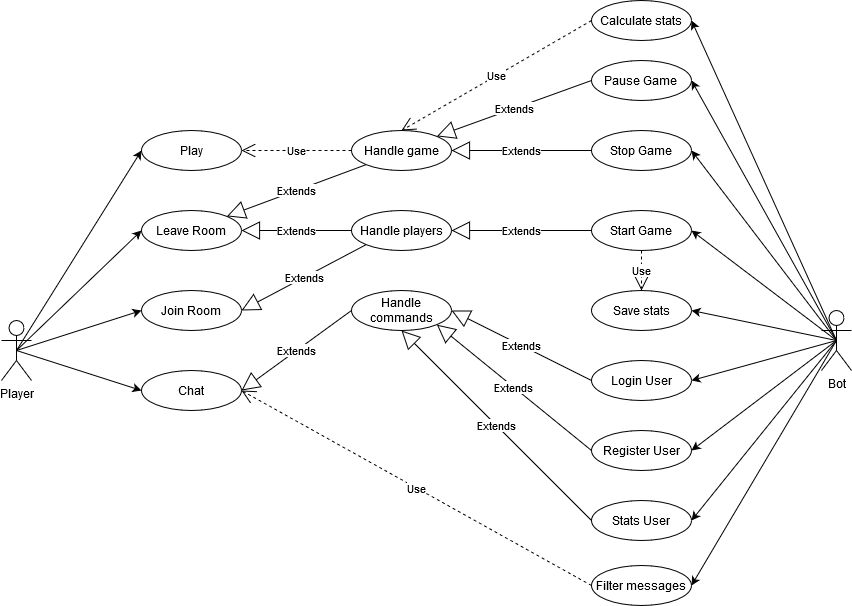 Calculate stats
Use
Pause Game
Extends
Play
Use
Handle game
Extends
Stop Game
Extends
Leave Room
Extends
Handle players
Extends
Start Game
Extends
Use
Join Room
Handle
commands
Save stats
Extends
Extends
Player
Chat
Login User
Bot
Extends
Extends
Register User
Use
Stats User
Filter messages